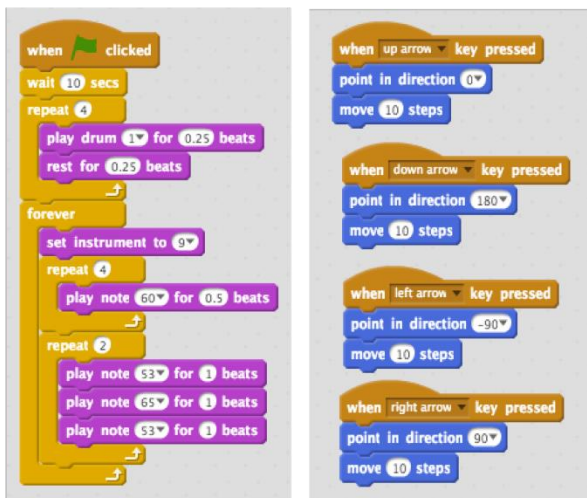 when clicked
wait 10 secs
repeat 4
play drum 1 for 0.25 beats
rest for 0.25 beats
forever
set instrument to 9
repeat 4
play note 60 for 0.5 beats
repeat 2
play note 53 for 1 beats
play note 65 for 1 beats
play note 53 for 1 beats
when up arrow key pressed
point in direction 0
move 10 steps
when down arrow key pressed
point in direction 180
move 10 steps
when left arrow key pressed
point in direction -90
move 10 steps
when right arrow key pressed
point in direction 90
move 10 steps